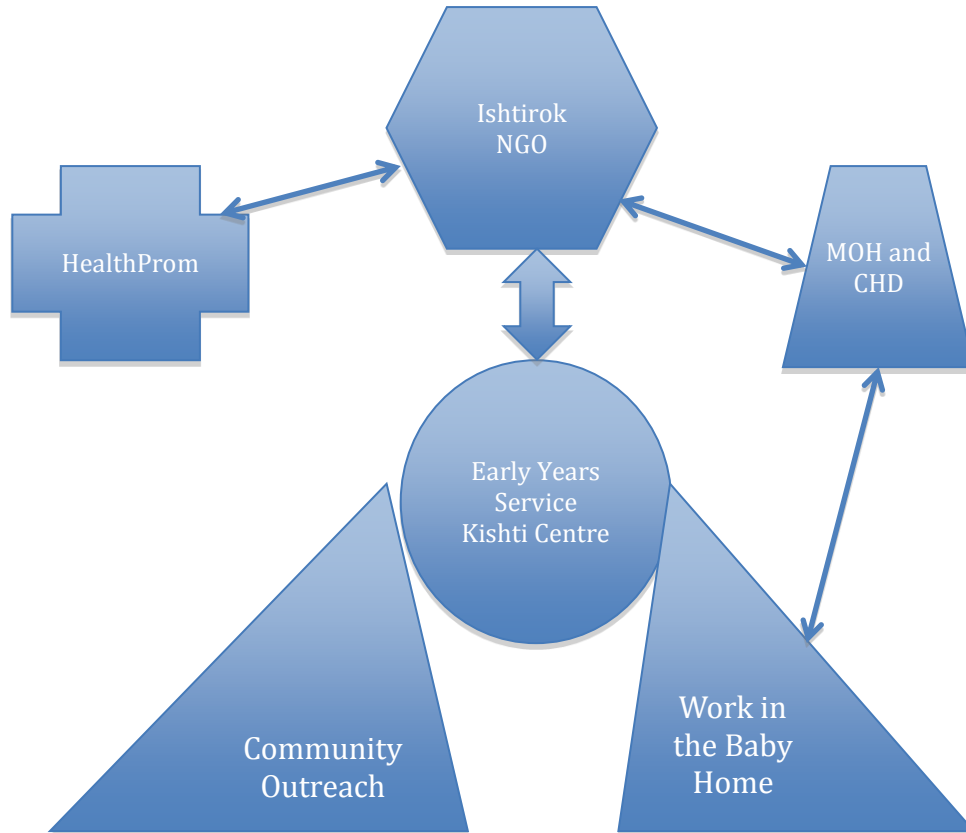 Ishtirok
NGO
HealthProm
MOH and
CHD
Early Years
Service
Kishti Centre
Community
Outreach
Work in
the Baby
Home